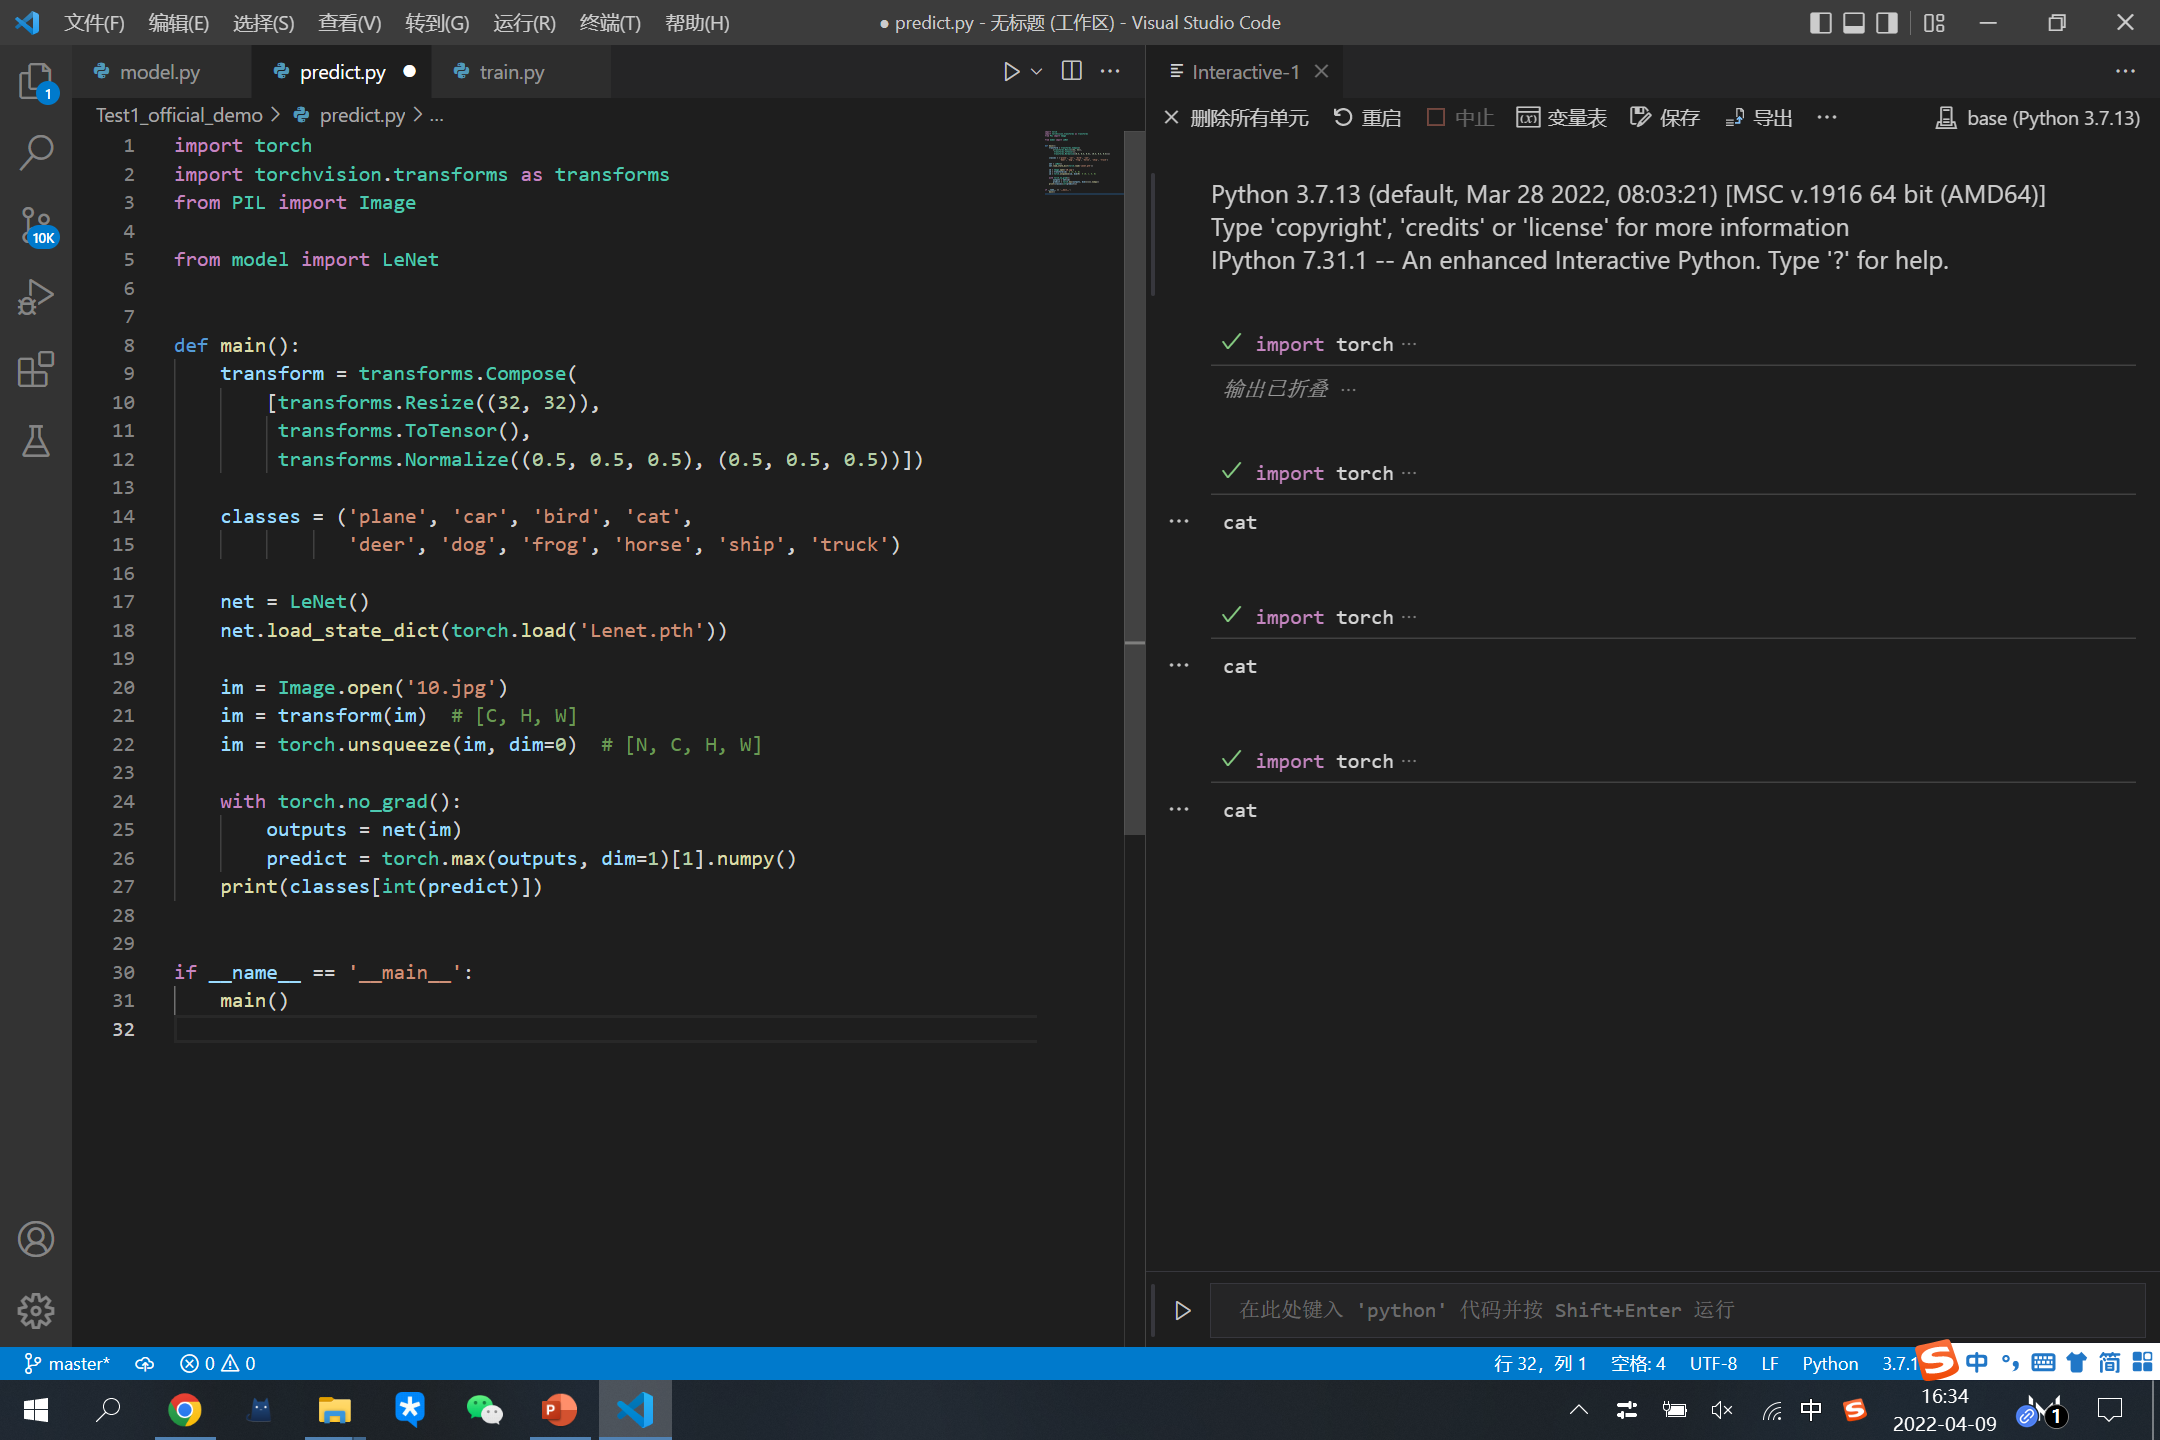 文件(F) 编辑(E) 选择(S) 查看(V) 转到(G) 运行(R) 终端(T) 帮助(H)
● predict.py - 无标题 (工作区) - Visual Studio Code
model.py
predict.py
train.py
Test1_official_demo > predict.py > ...
1 import torch
2 import torchvision.transforms as transforms
3 from PIL import Image
4
5 from model import LeNet
6
7
8 def main():
9     transform = transforms.Compose(
10         [transforms.Resize((32, 32)),
11          transforms.ToTensor(),
12          transforms.Normalize((0.5, 0.5, 0.5), (0.5, 0.5, 0.5))])
13
14     classes = ('plane', 'car', 'bird', 'cat',
15                'deer', 'dog', 'frog', 'horse', 'ship', 'truck')
16
17     net = LeNet()
18     net.load_state_dict(torch.load('Lenet.pth'))
19
20     im = Image.open('10.jpg')
21     im = transform(im)  # [C, H, W]
22     im = torch.unsqueeze(im, dim=0)  # [N, C, H, W]
23
24     with torch.no_grad():
25         outputs = net(im)
26         predict = torch.max(outputs, dim=1)[1].numpy()
27     print(classes[int(predict)])
28
29
30 if __name__ == '__main__':
31     main()
32
1
10K
Interactive-1
删除所有单元 重启 中止 变量表 保存 导出 ··· base (Python 3.7.13)
Python 3.7.13 (default, Mar 28 2022, 08:03:21) [MSC v.1916 64 bit (AMD64)]
Type 'copyright', 'credits' or 'license' for more information
IPython 7.31.1 -- An enhanced Interactive Python. Type '?' for help.
import torch ···
输出已折叠 ···
import torch ···
cat
import torch ···
cat
import torch ···
cat
在此处键入 'python' 代码并按 Shift+Enter 运行
master* 0 0
行 32，列 1 空格: 4 UTF-8 LF Python 3.7.1
中 简
中
16:34
2022-04-09
1